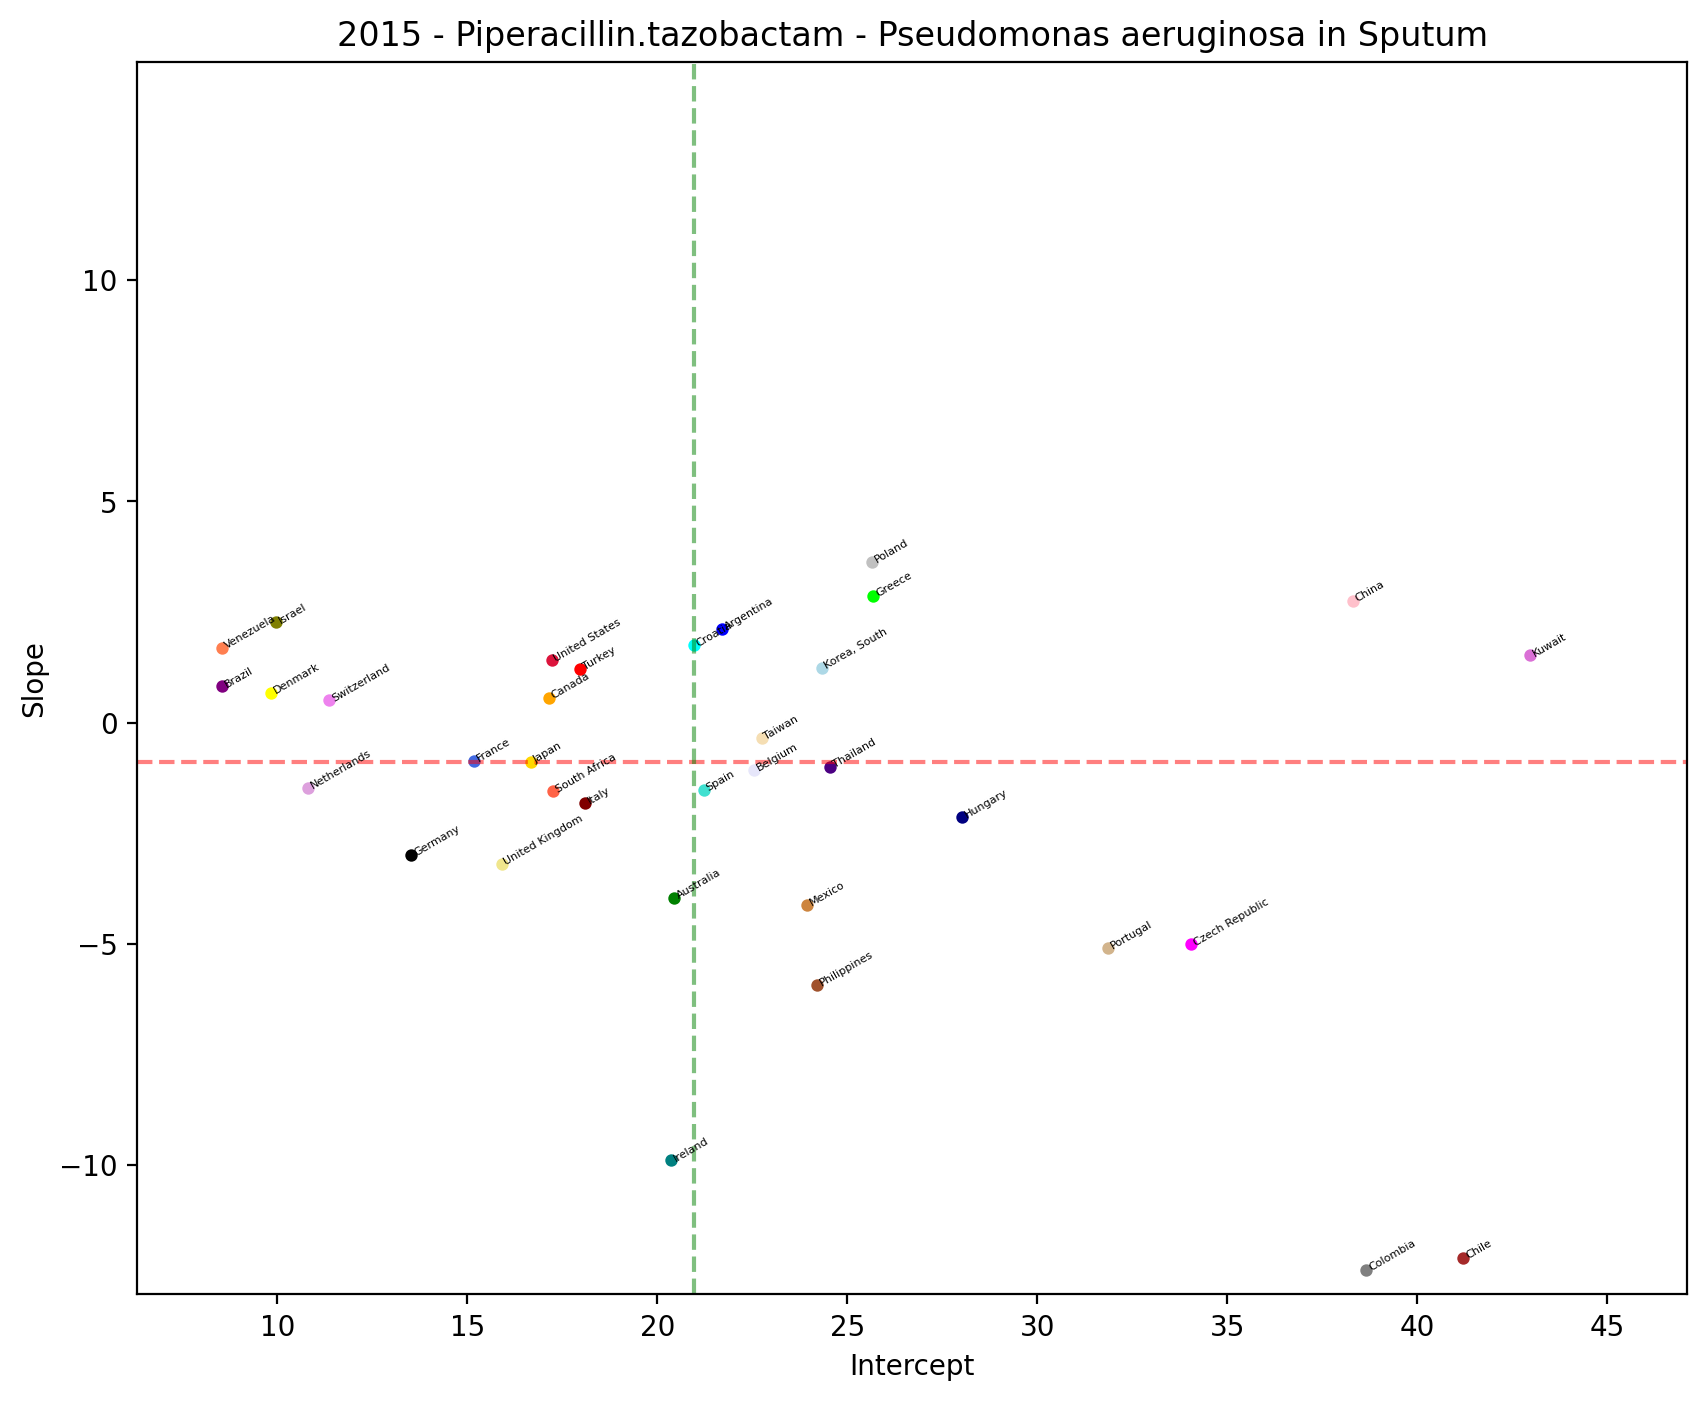 2015 - Piperacillin.tazobactam - Pseudomonas aeruginosa in Sputum
Slope
10
5
0
−5
−10
Poland
Greece
China
Venezuela
Israel
Croatia
Argentina
United States
Turkey
Korea, South
Kuwait
Brazil
Denmark
Switzerland
Canada
Taiwan
France
Japan
Belgium
Thailand
Netherlands
South Africa
Italy
Spain
Hungary
Germany
United Kingdom
Australia
Mexico
Portugal
Czech Republic
Philippines
Ireland
Colombia
Chile
10 15 20 25 30 35 40 45
Intercept